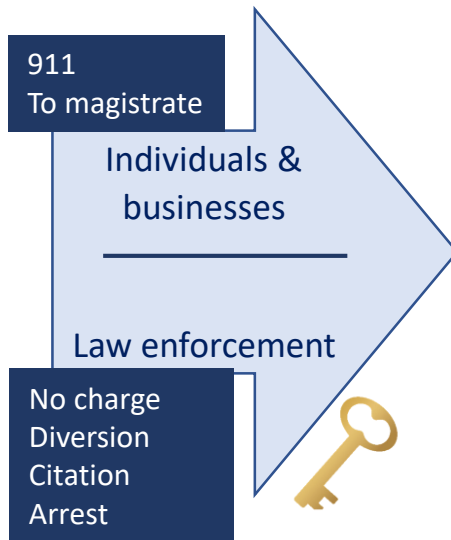 911
To magistrate
Individuals &
businesses
Law enforcement
No charge
Diversion
Citation
Arrest